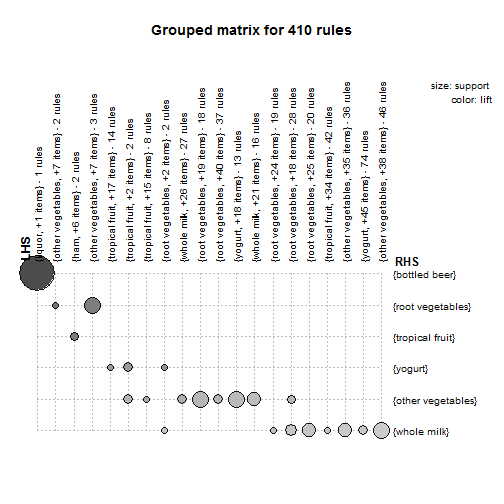 Grouped matrix for 410 rules
size: support
color: lift
{liquor, +1 items} - 1 rules
{other vegetables, +7 items} - 2 rules
{ham, +6 items} - 2 rules
{other vegetables, +7 items} - 3 rules
{tropical fruit, +17 items} - 14 rules
{tropical fruit, +2 items} - 2 rules
{tropical fruit, +15 items} - 8 rules
{root vegetables, +2 items} - 2 rules
{whole milk, +26 items} - 27 rules
{root vegetables, +19 items} - 18 rules
{root vegetables, +40 items} - 37 rules
{yogurt, +18 items} - 13 rules
{whole milk, +21 items} - 16 rules
{root vegetables, +24 items} - 19 rules
{root vegetables, +18 items} - 28 rules
{root vegetables, +25 items} - 20 rules
{tropical fruit, +34 items} - 42 rules
{other vegetables, +35 items} - 36 rules
{yogurt, +45 items} - 74 rules
{other vegetables, +38 items} - 46 rules
LHS
RHS
{bottled beer}
{root vegetables}
{tropical fruit}
{yogurt}
{other vegetables}
{whole milk}